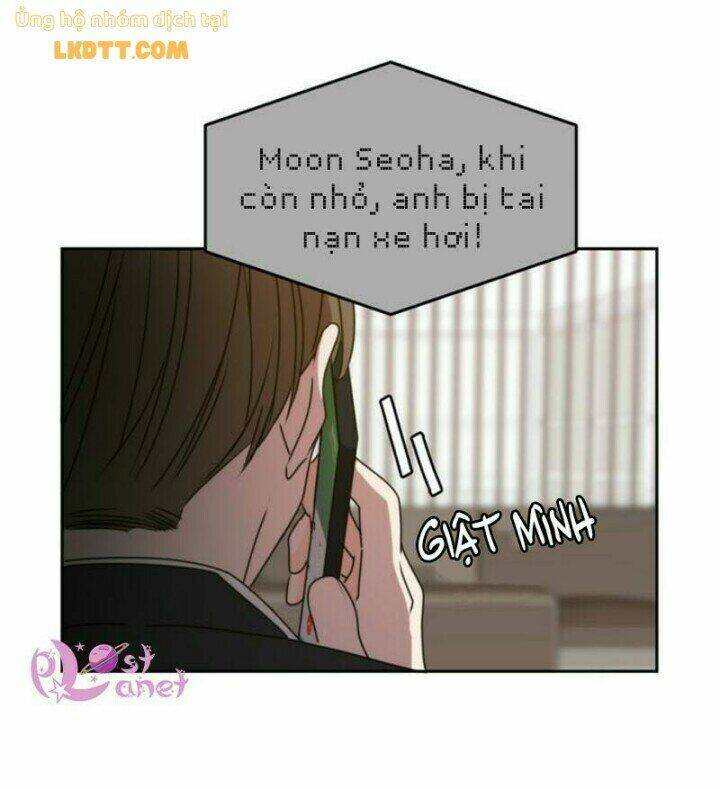 Ủng hộ nhóm dịch tại
LKDTT.COM
Moon Seoha, khi
còn nhỏ, anh bị tai
nạn xe hơi!
GIẬT MÌNH
Lost
Planet